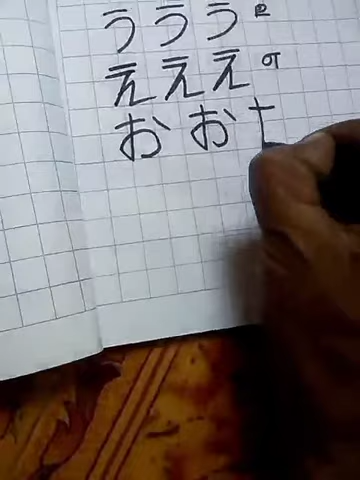 う う う
え え え
お お